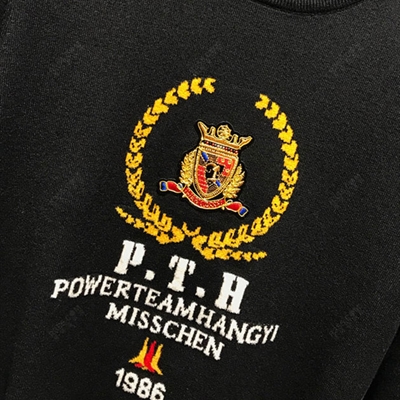 P.T.H
POWERTEAMHANGYI
MISSCHEN
1986